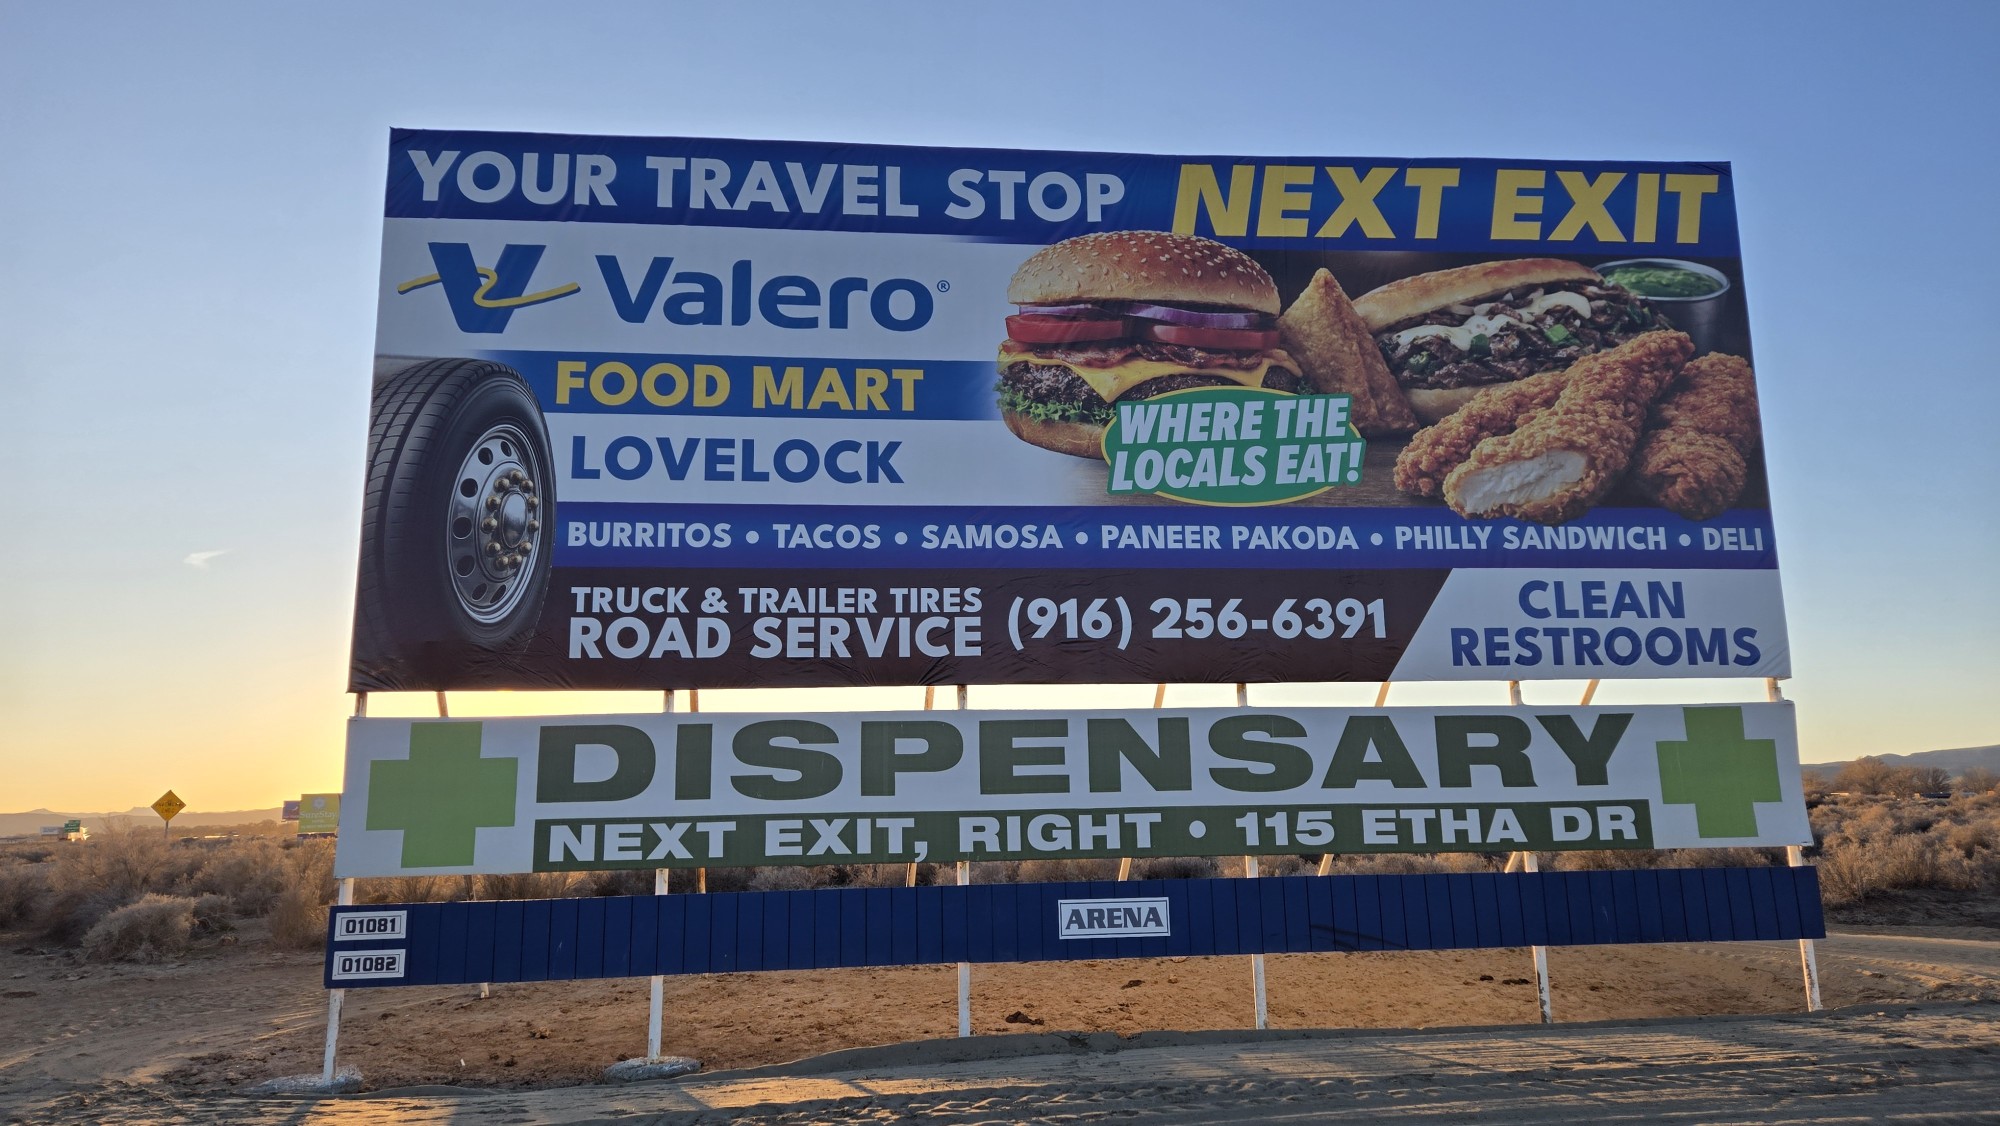 YOUR TRAVEL STOP NEXT EXIT
Valero®
FOOD MART
LOVELOCK
WHERE THE
LOCALS EAT!
BURRITOS • TACOS • SAMOSA • PANEER PAKODA • PHILLY SANDWICH • DELI
TRUCK & TRAILER TIRES
ROAD SERVICE
(916) 256-6391
CLEAN
RESTROOMS
DISPENSARY
NEXT EXIT, RIGHT • 115 ETHA DR
01081
01082
ARENA